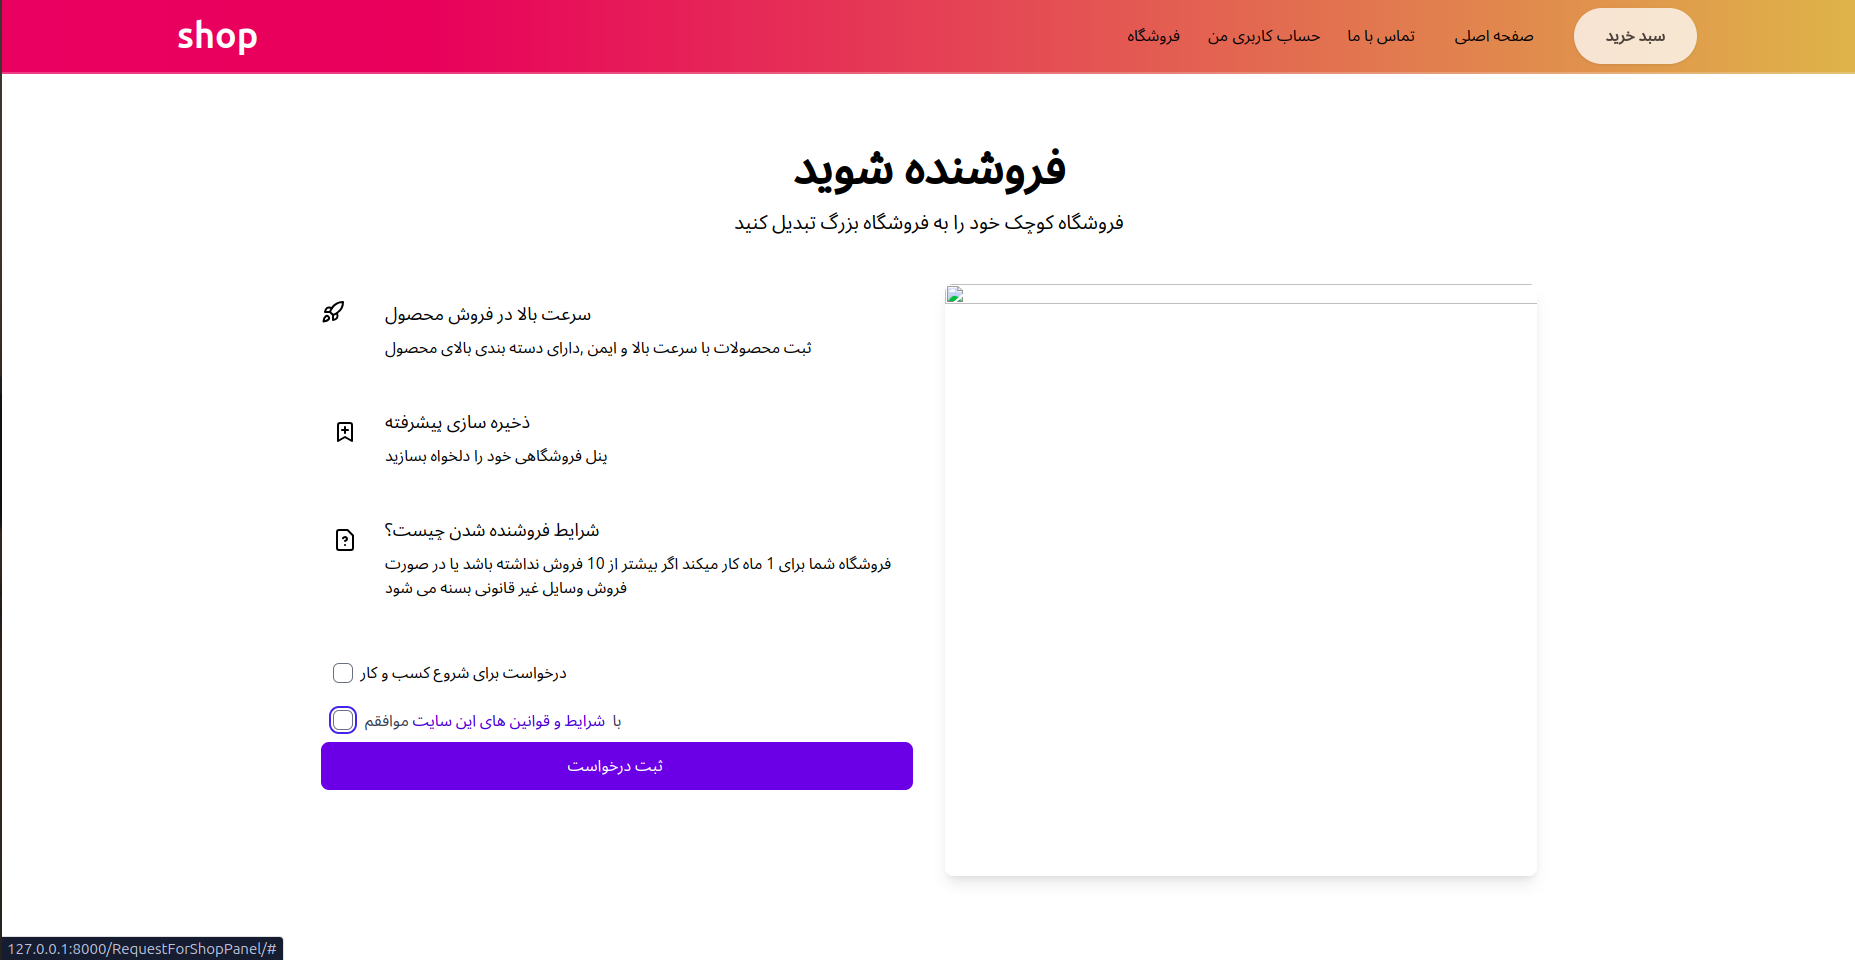 shop
فروشگاه
حساب کاربری من
تماس با ما
صفحه اصلی
سبد خرید
فروشنده شوید
فروشگاه کوچک خود را به فروشگاه بزرگ تبدیل کنید
سرعت بالا در فروش محصول
ثبت محصولات با سرعت بالا و ایمن ,دارای دسته بندی بالای محصول
ذخیره سازی پیشرفته
پنل فروشگاهی خود را دلخواه بسازید
شرایط فروشنده شدن چیست؟
فروشگاه شما برای 1 ماه کار میکند اگر بیشتر از 10 فروش نداشته باشد یا در صورت
فروش وسایل غیر قانونی بسنه می شود
درخواست برای شروع کسب و کار
با شرایط و قوانین های این سایت موافقم
ثبت درخواست
127.0.0.1:8000/RequestForShopPanel/#